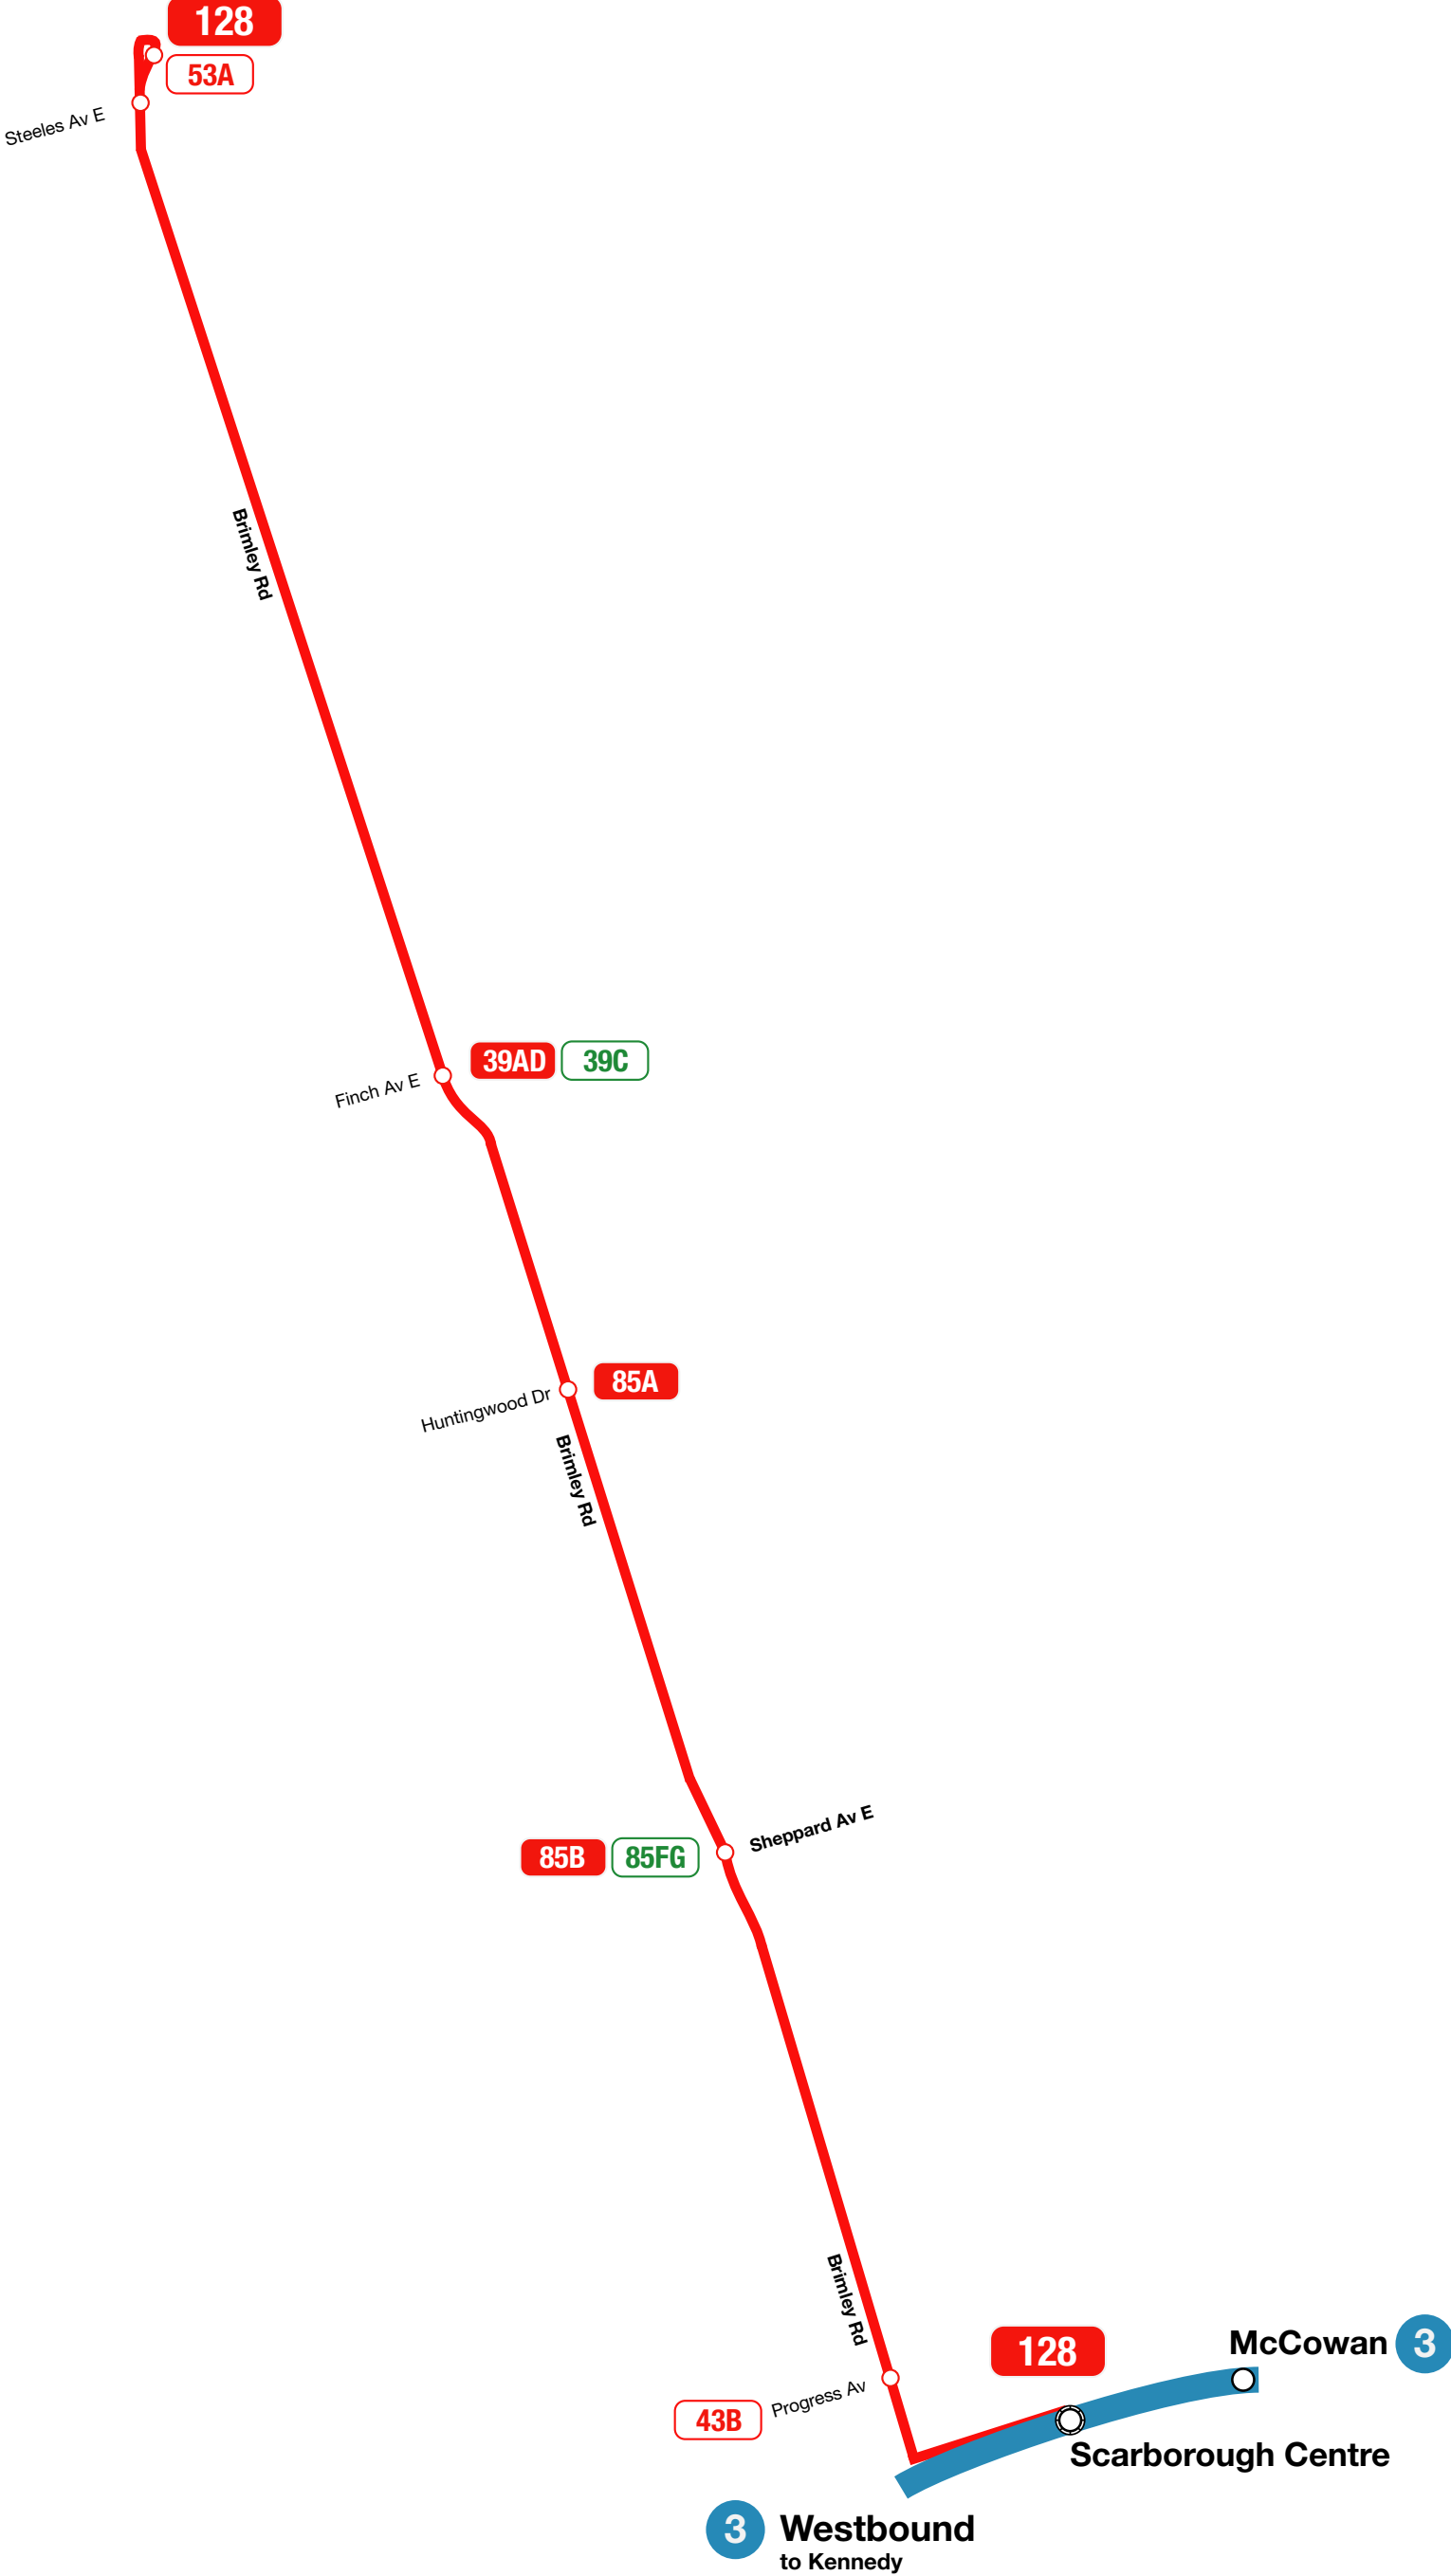 128
53A
Steeles Av E
Brimley Rd
39AD 39C
Finch Av E
85A
Huntingwood Dr
Brimley Rd
Sheppard Av E
85B 85FG
Brimley Rd
128
McCowan 3
Progress Av
43B
Scarborough Centre
3 Westbound
to Kennedy